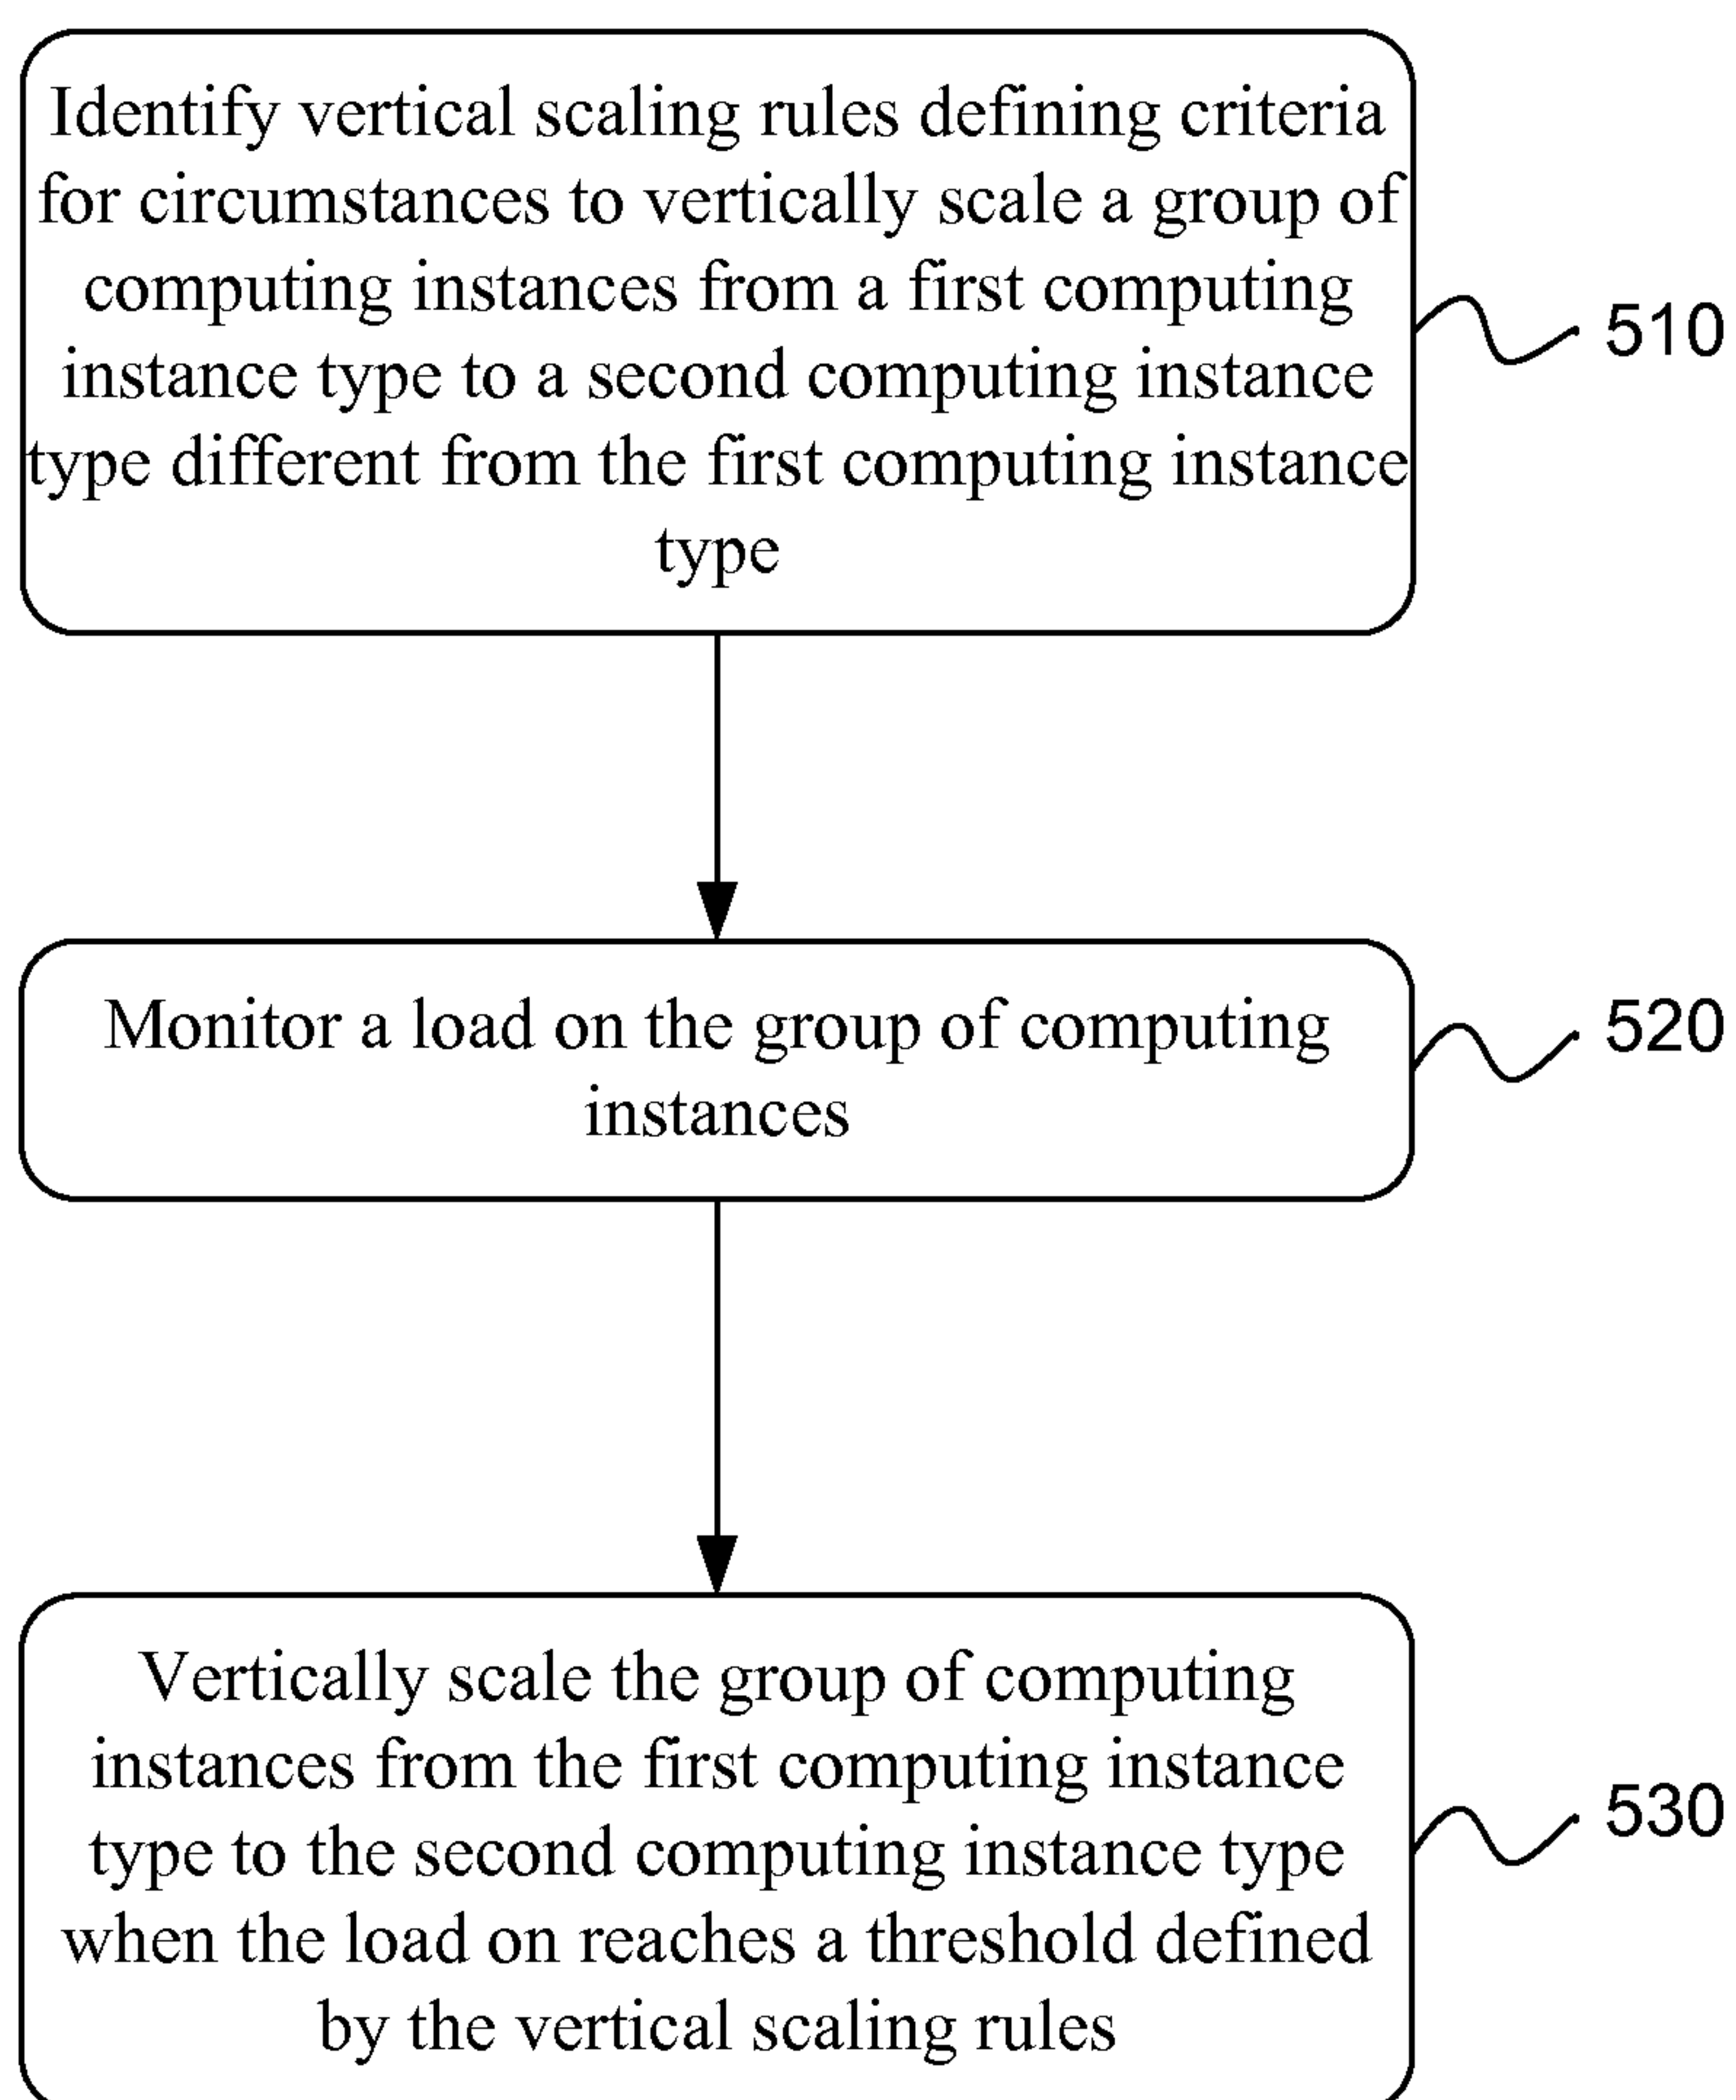 Identify vertical scaling rules defining criteria
for circumstances to vertically scale a group of
computing instances from a first computing
instance type to a second computing instance
type different from the first computing instance
type
510
Monitor a load on the group of computing
instances
520
Vertically scale the group of computing
instances from the first computing instance
type to the second computing instance type
when the load on reaches a threshold defined
by the vertical scaling rules
530